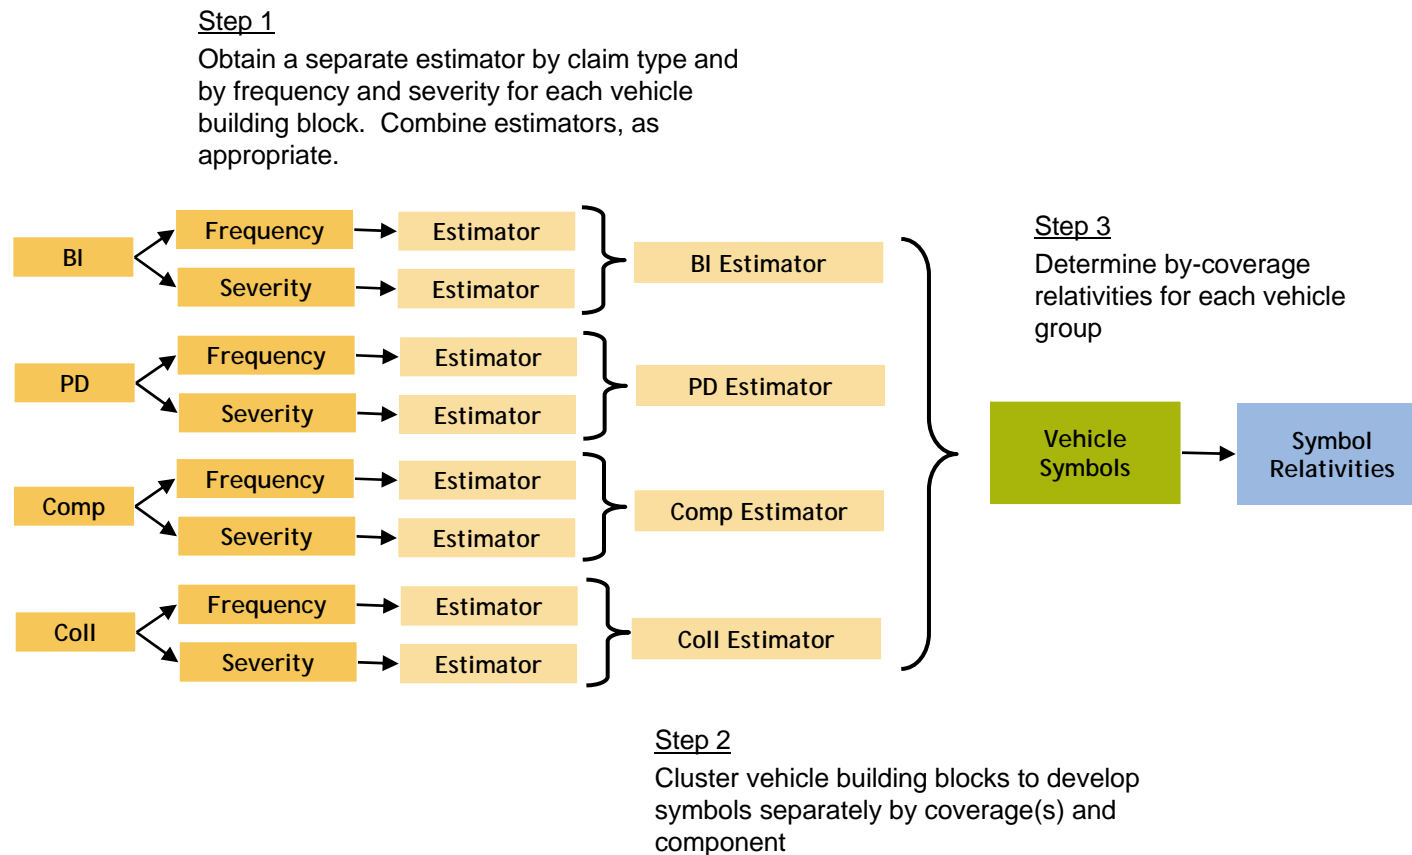 Step 1
Obtain a separate estimator by claim type and
by frequency and severity for each vehicle
building block.  Combine estimators, as
appropriate.
BI
Frequency
Estimator
Severity
Estimator
BI Estimator
PD
Frequency
Estimator
Severity
Estimator
PD Estimator
Comp
Frequency
Estimator
Severity
Estimator
Comp Estimator
Coll
Frequency
Estimator
Severity
Estimator
Coll Estimator
Step 2
Cluster vehicle building blocks to develop
symbols separately by coverage(s) and
component
Step 3
Determine by-coverage
relativities for each vehicle
group
Vehicle
Symbols
Symbol
Relativities